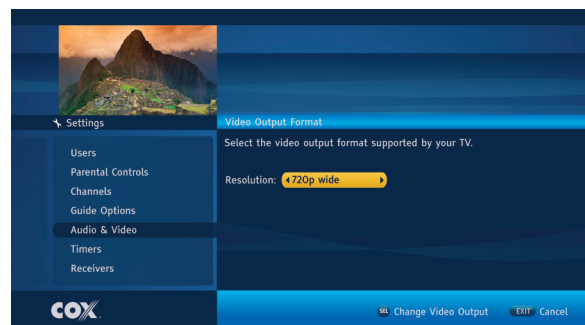 Settings
Video Output Format
Select the video output format supported by your TV.
Users
Parental Controls
Channels
Guide Options
Audio & Video
Timers
Receivers
Resolution: 720p wide
COX
SEL Change Video Output EXIT Cancel